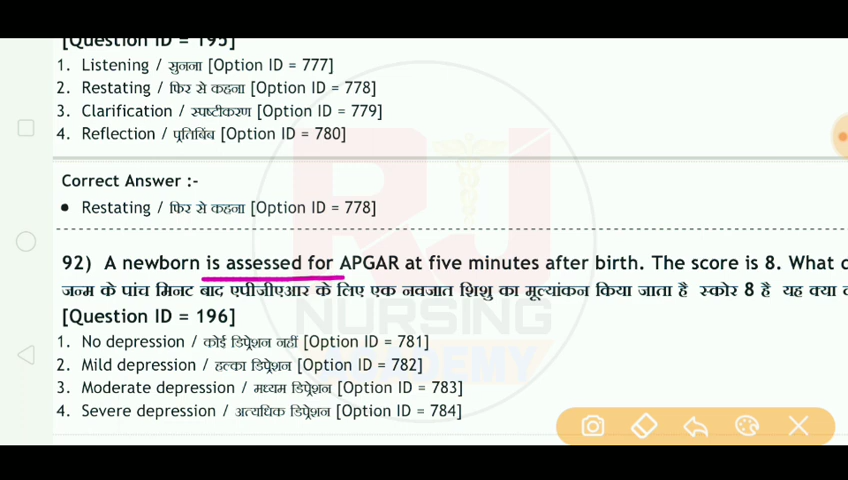 [Question ID = 195]
1. Listening / सुनना [Option ID = 777]
2. Restating / फिर से कहना [Option ID = 778]
3. Clarification / स्पष्टीकरण [Option ID = 779]
4. Reflection / प्रतिबिंब [Option ID = 780]
Correct Answer :-
• Restating / फिर से कहना [Option ID = 778]
92) A newborn is assessed for APGAR at five minutes after birth. The score is 8. What
जन्म के पांच मिनट बाद एपीजीएआर के लिए एक नवजात शिशु का मूल्यांकन किया जाता है स्कोर 8 है यह क्या
[Question ID = 196]
1. No depression / कोई डिप्रेशन नहीं [Option ID = 781]
2. Mild depression / हल्का डिप्रेशन [Option ID = 782]
3. Moderate depression / मध्यम डिप्रेशन [Option ID = 783]
4. Severe depression / अत्यधिक डिप्रेशन [Option ID = 784]
RJ
NURSING
ACADEMY